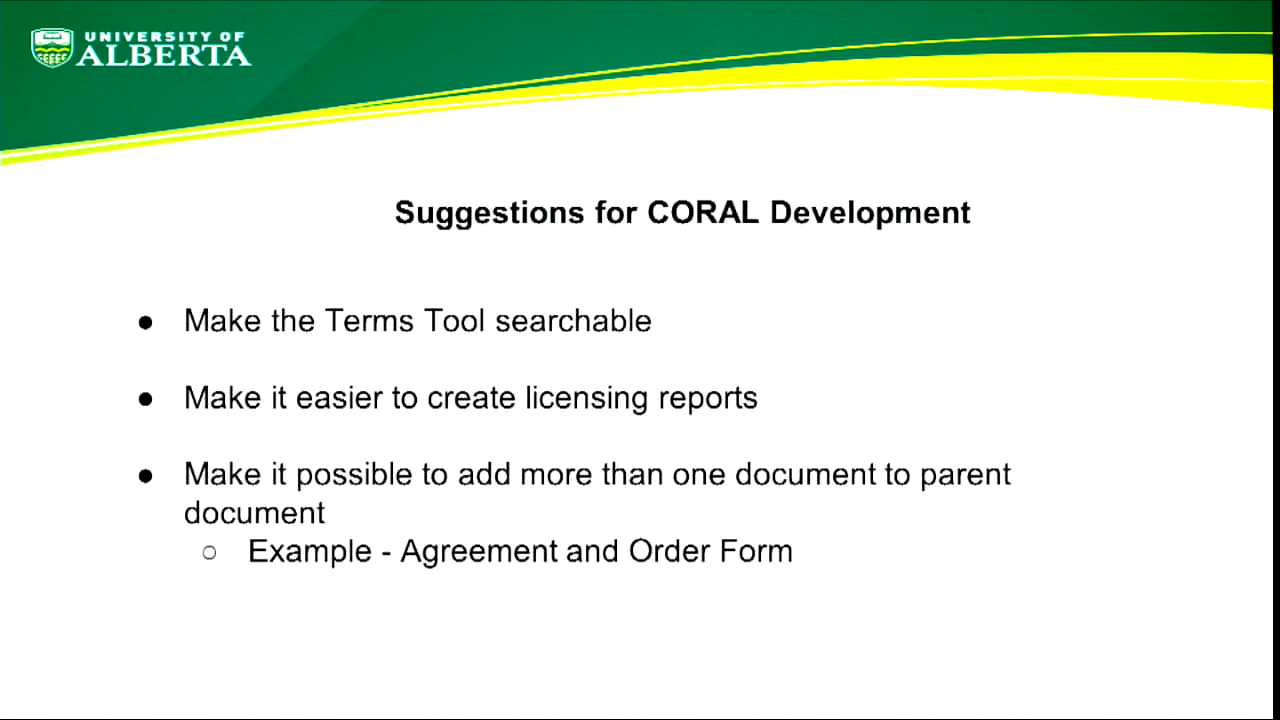 UNIVERSITY OF
ALBERTA
Suggestions for CORAL Development
● Make the Terms Tool searchable
● Make it easier to create licensing reports
● Make it possible to add more than one document to parent
document
○ Example - Agreement and Order Form